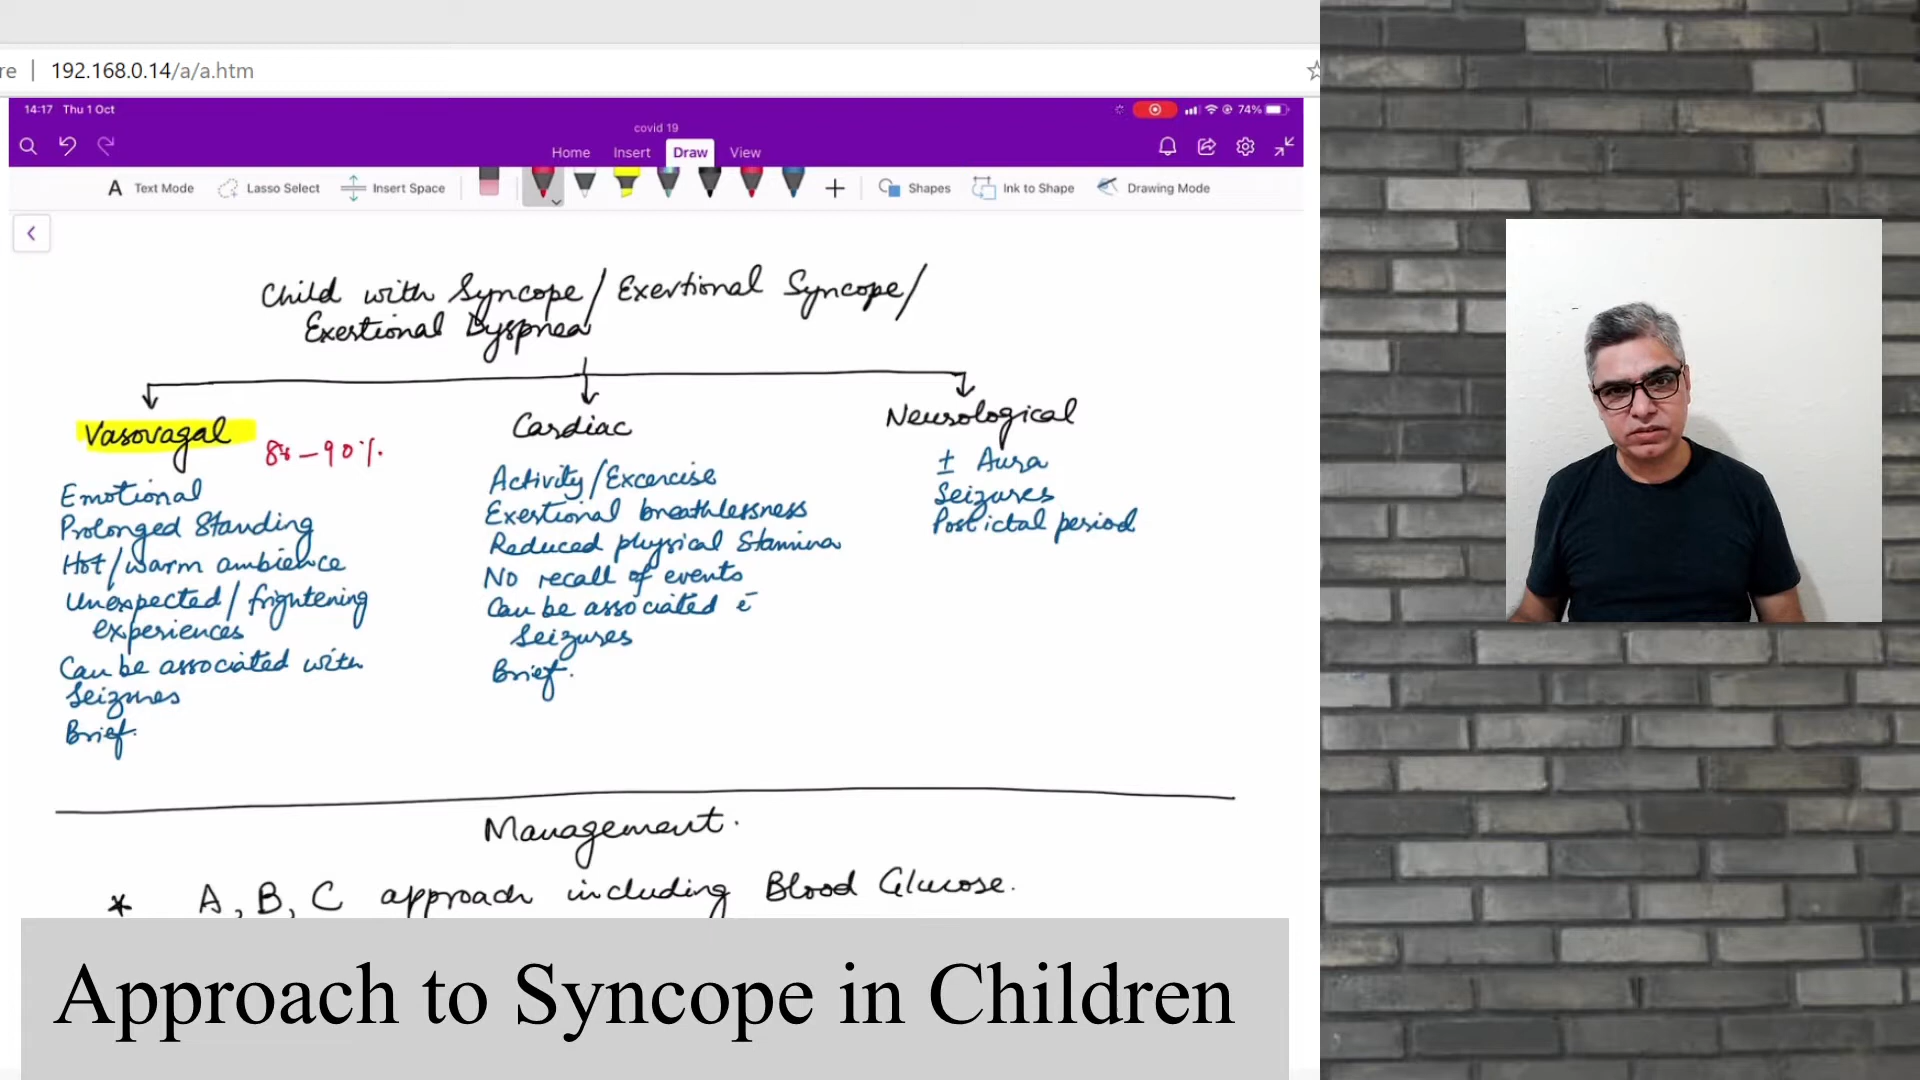 re | 192.168.0.14/a/a.htm
14:17 Thu 1 Oct
74%
covid 19
Home Insert Draw View
A Text Mode Lasso Select Insert Space Shapes Ink to Shape Drawing Mode
Child with Syncope/Exertional Syncope/
Exertional Dyspnea
Vasovagal
Cardiac
Neurological
Emotional
Prolonged Standing
Hot/warm ambience
Unexpected/frightening
experiences
Can be associated with
Seizures
Brief.
Activity/Excercise
Exertional breathlessness
Reduced physical Stamina
No recall of events
Can be associated c̄
Seizures
Brief.
± Aura
Seizures
Post ictal period
Management.
* A, B, C approach including Blood Glucose.
Approach to Syncope in Children